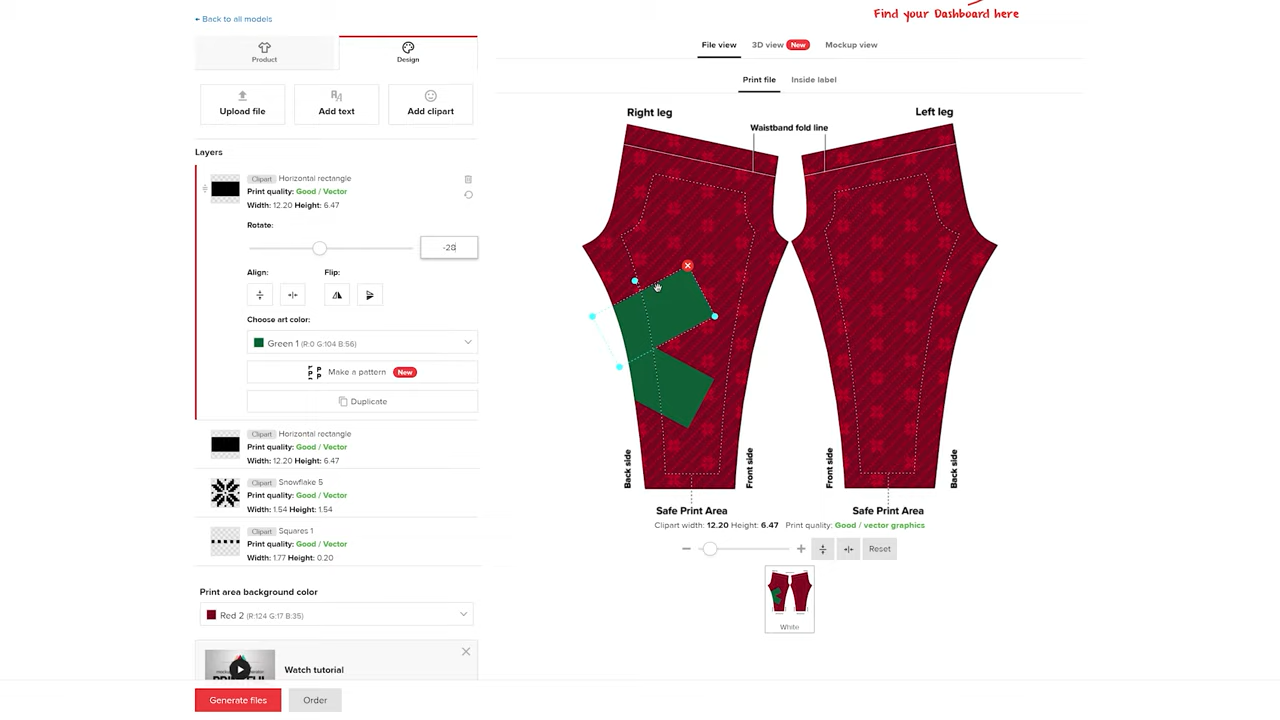 Find your Dashboard here
← Back to all models
Product
Design
File view
3D view New
Mockup view
Print file
Inside label
Upload file
Add text
Add clipart
Right leg
Left leg
Waistband fold line
Layers
Clipart Horizontal rectangle
Print quality: Good / Vector
Width: 12.20 Height: 6.47
Rotate:
-28
Align:
Flip:
Choose art color:
Green 1 (R:0 G:104 B:56)
Make a pattern New
Duplicate
Clipart Horizontal rectangle
Print quality: Good / Vector
Width: 12.20 Height: 6.47
Clipart Snowflake 5
Print quality: Good / Vector
Width: 1.54 Height: 1.54
Clipart Squares 1
Print quality: Good / Vector
Width: 1.77 Height: 0.20
Back side
Front side
Front side
Back side
Safe Print Area
Safe Print Area
Clipart width: 12.20 Height: 6.47 Print quality: Good / vector graphics
Reset
White
Print area background color
Red 2 (R:124 G:17 B:35)
Watch tutorial
Generate files
Order